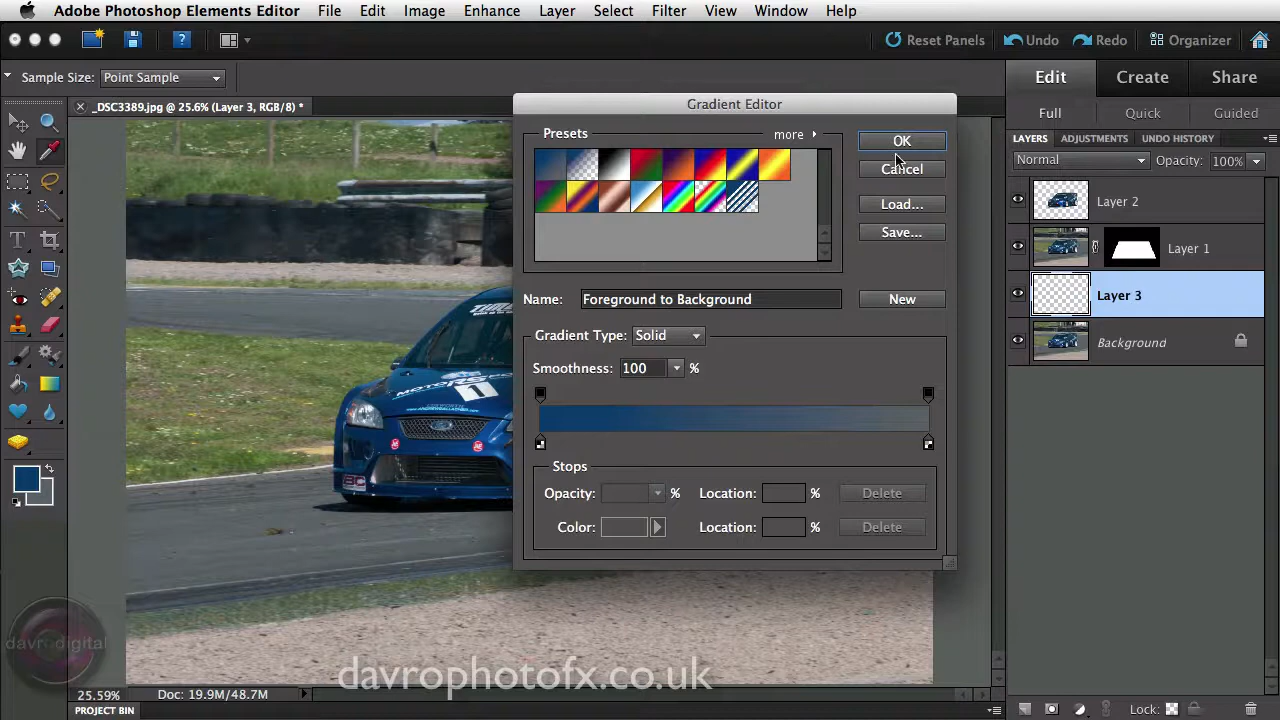 Adobe Photoshop Elements Editor File Edit Image Enhance Layer Select Filter View Window Help
Reset Panels Undo Redo Organizer
Sample Size: Point Sample
Edit Create Share
_DSC3389.jpg @ 25.6% (Layer 3, RGB/8) *
Full Quick Guided
LAYERS ADJUSTMENTS UNDO HISTORY
Normal Opacity: 100%
Layer 2
Layer 1
Layer 3
Background
Gradient Editor
Presets more
OK
Cancel
Load...
Save...
Name: Foreground to Background New
Gradient Type: Solid
Smoothness: 100 %
Stops
Opacity: % Location: % Delete
Color: Location: % Delete
MOTORSPO
1
Ford
davrodigital
davrophotofx.co.uk
25.59% Doc: 19.9M/48.7M
Lock:
PROJECT BIN